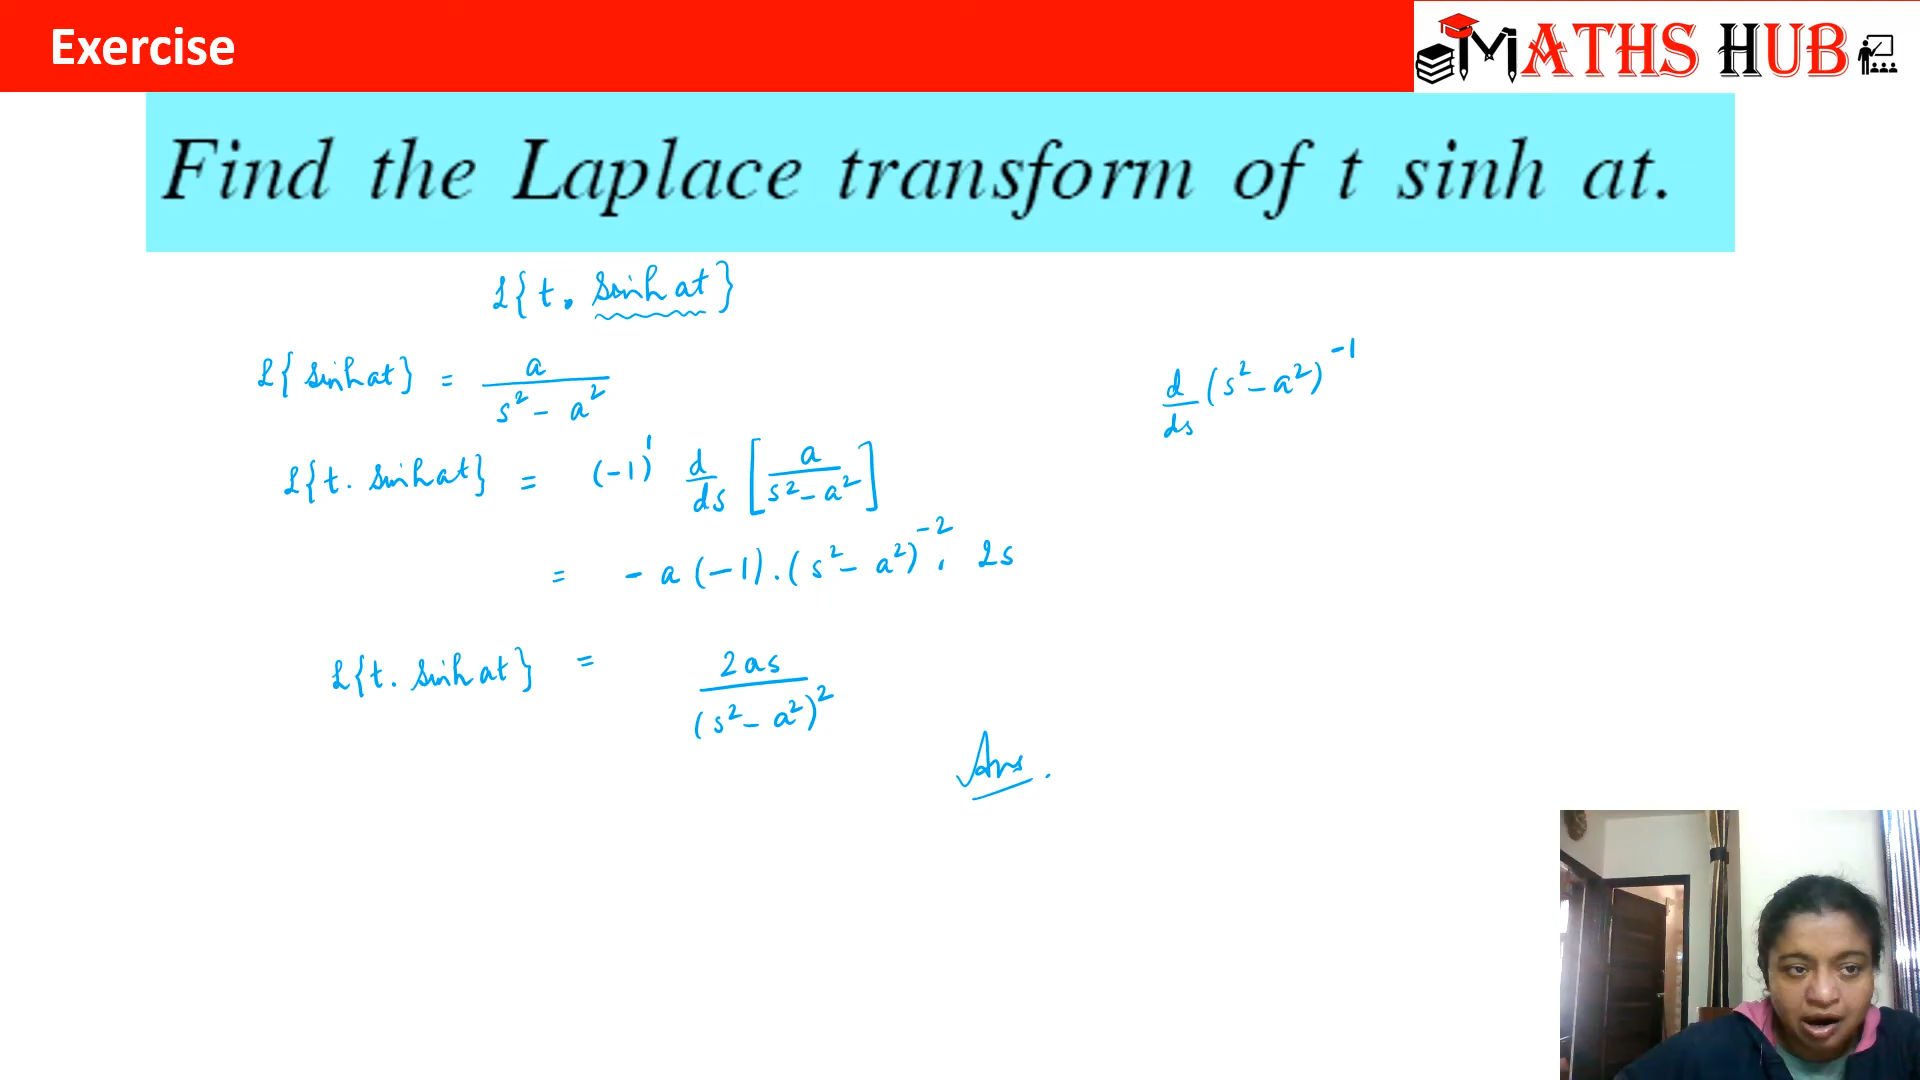 Exercise
MATHS HUB
Find the Laplace transform of t sinh at.
L{t. sinh at}
L{sinh at} = a/(s² - a²)
d/ds (s² - a²)⁻¹
L{t. sinh at} = (-1)¹ d/ds [a/(s² - a²)]
= - a (-1) . (s² - a²)⁻² . 2s
L{t. sinh at} = 2as/(s² - a²)²
Ans.